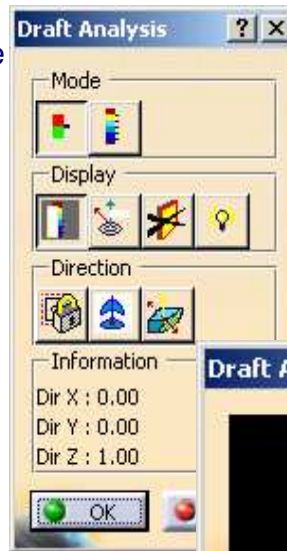 Draft Analysis ? ×
e
Mode
Display
Direction
Information
Dir X : 0.00
Dir Y : 0.00
Dir Z : 1.00
Draft A
OK